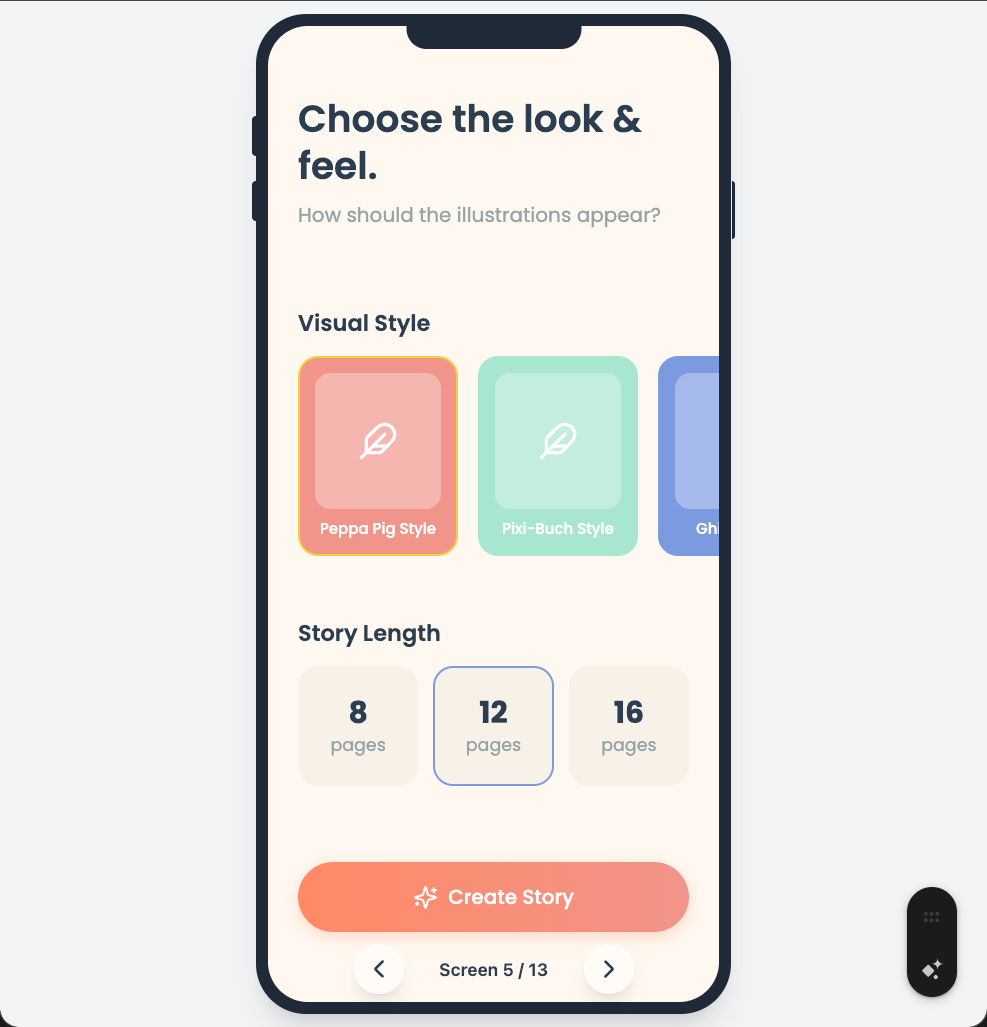 Choose the look &
feel.
How should the illustrations appear?
Visual Style
Peppa Pig Style
Pixi-Buch Style
Ghi
Story Length
8
pages
12
pages
16
pages
Create Story
Screen 5 / 13